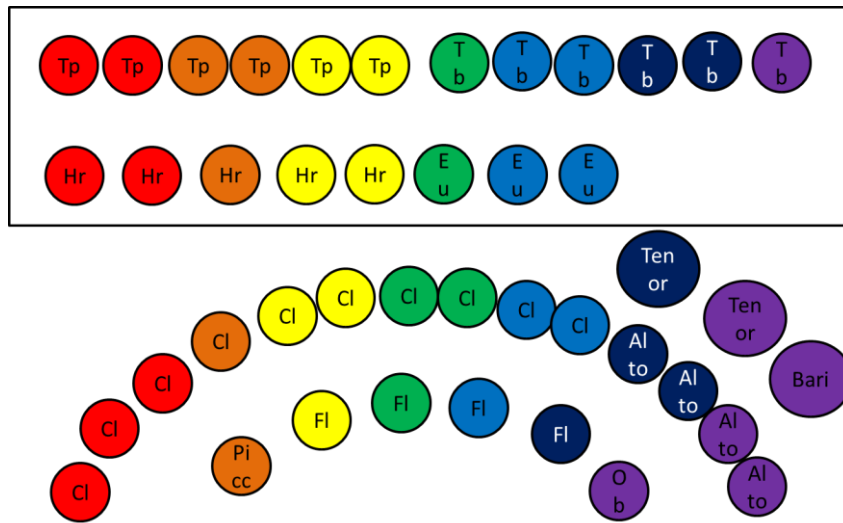 Tp Tp Tp Tp Tp Tp T T T T T T
b b b b b b
Hr Hr Hr Hr Hr E E E
u u u
Ten
or
Ten
or
Bari
Cl Cl Cl Cl Cl Cl Cl Cl Cl Cl
Al
to
Al
to
Al
to
Al
to
Pi
cc
Fl Fl Fl Fl
O
b